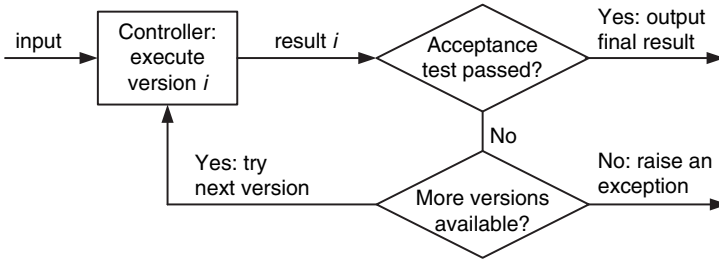 input
Controller:
execute
version i
result i
Acceptance
test passed?
Yes: output
final result
No
Yes: try
next version
More versions
available?
No: raise an
exception